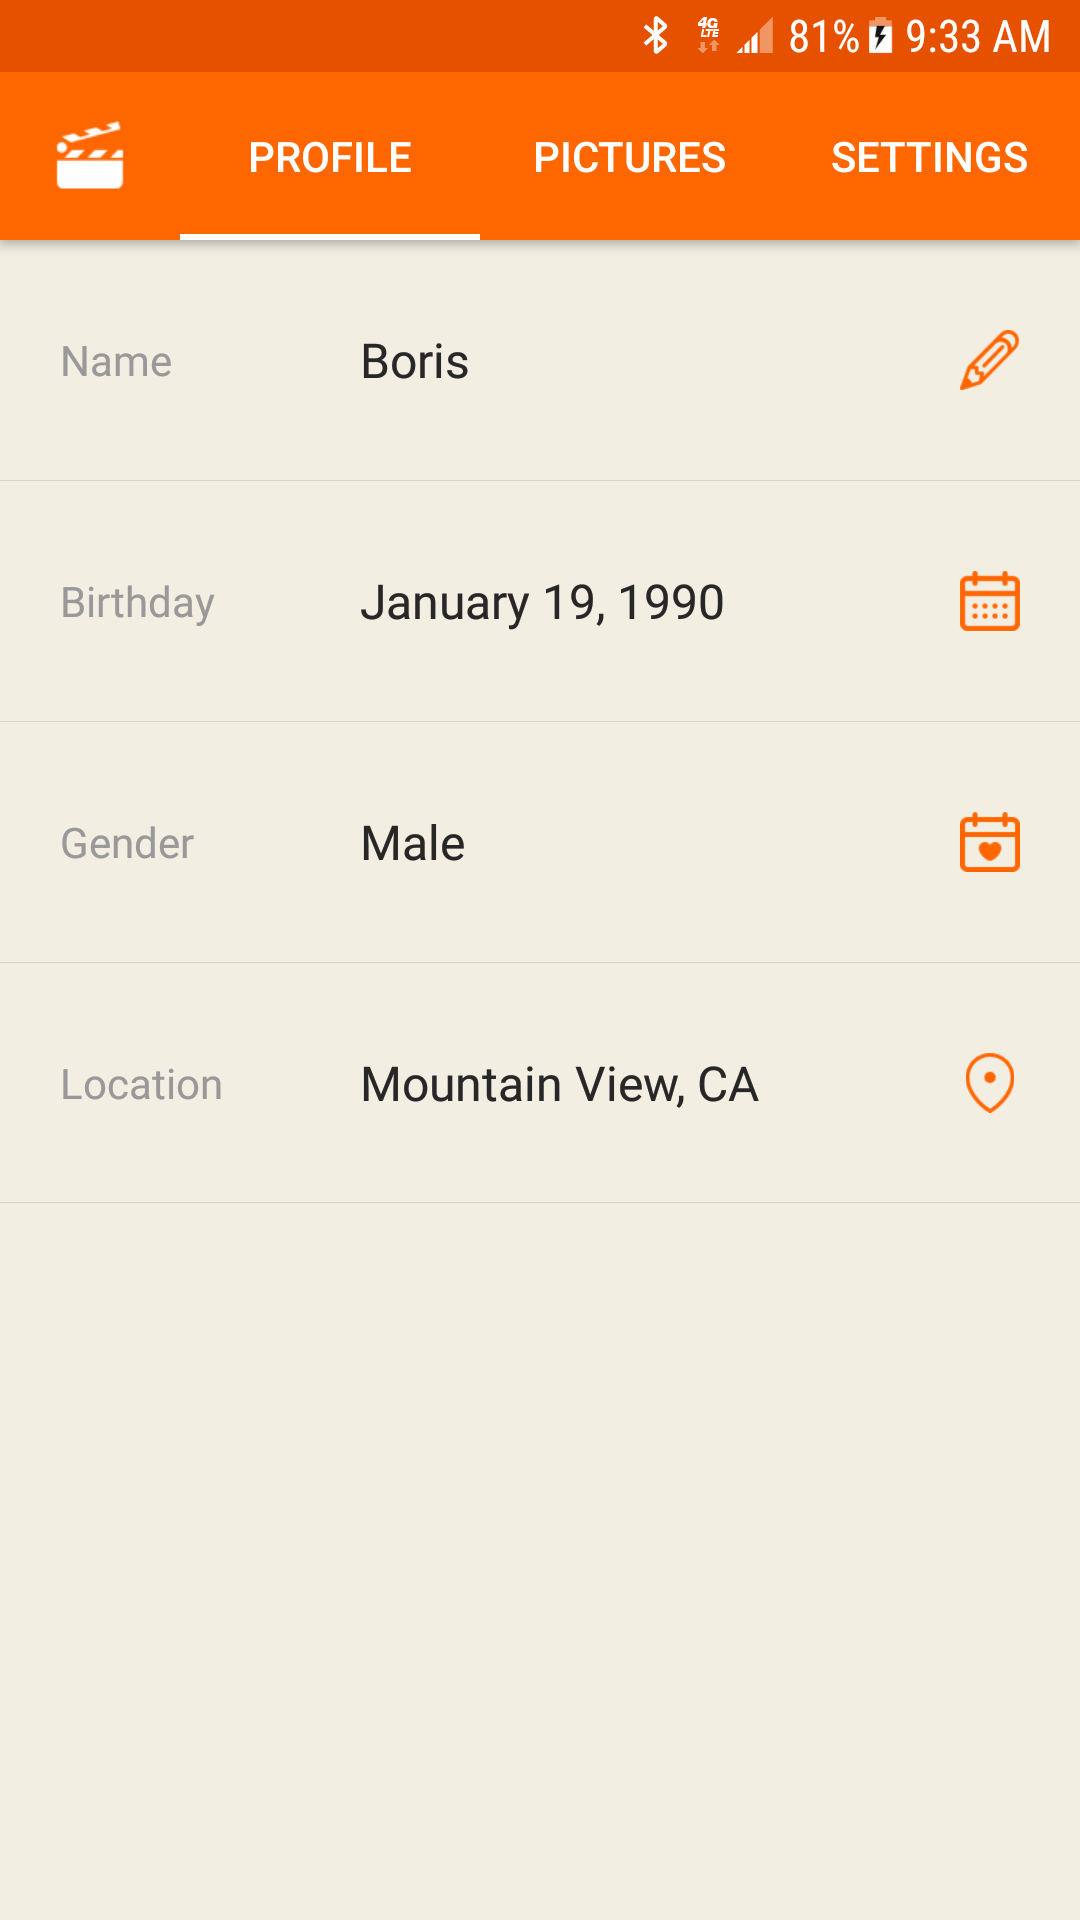 4G LTE 81% 9:33 AM
PROFILE PICTURES SETTINGS
Name Boris
Birthday January 19, 1990
Gender Male
Location Mountain View, CA